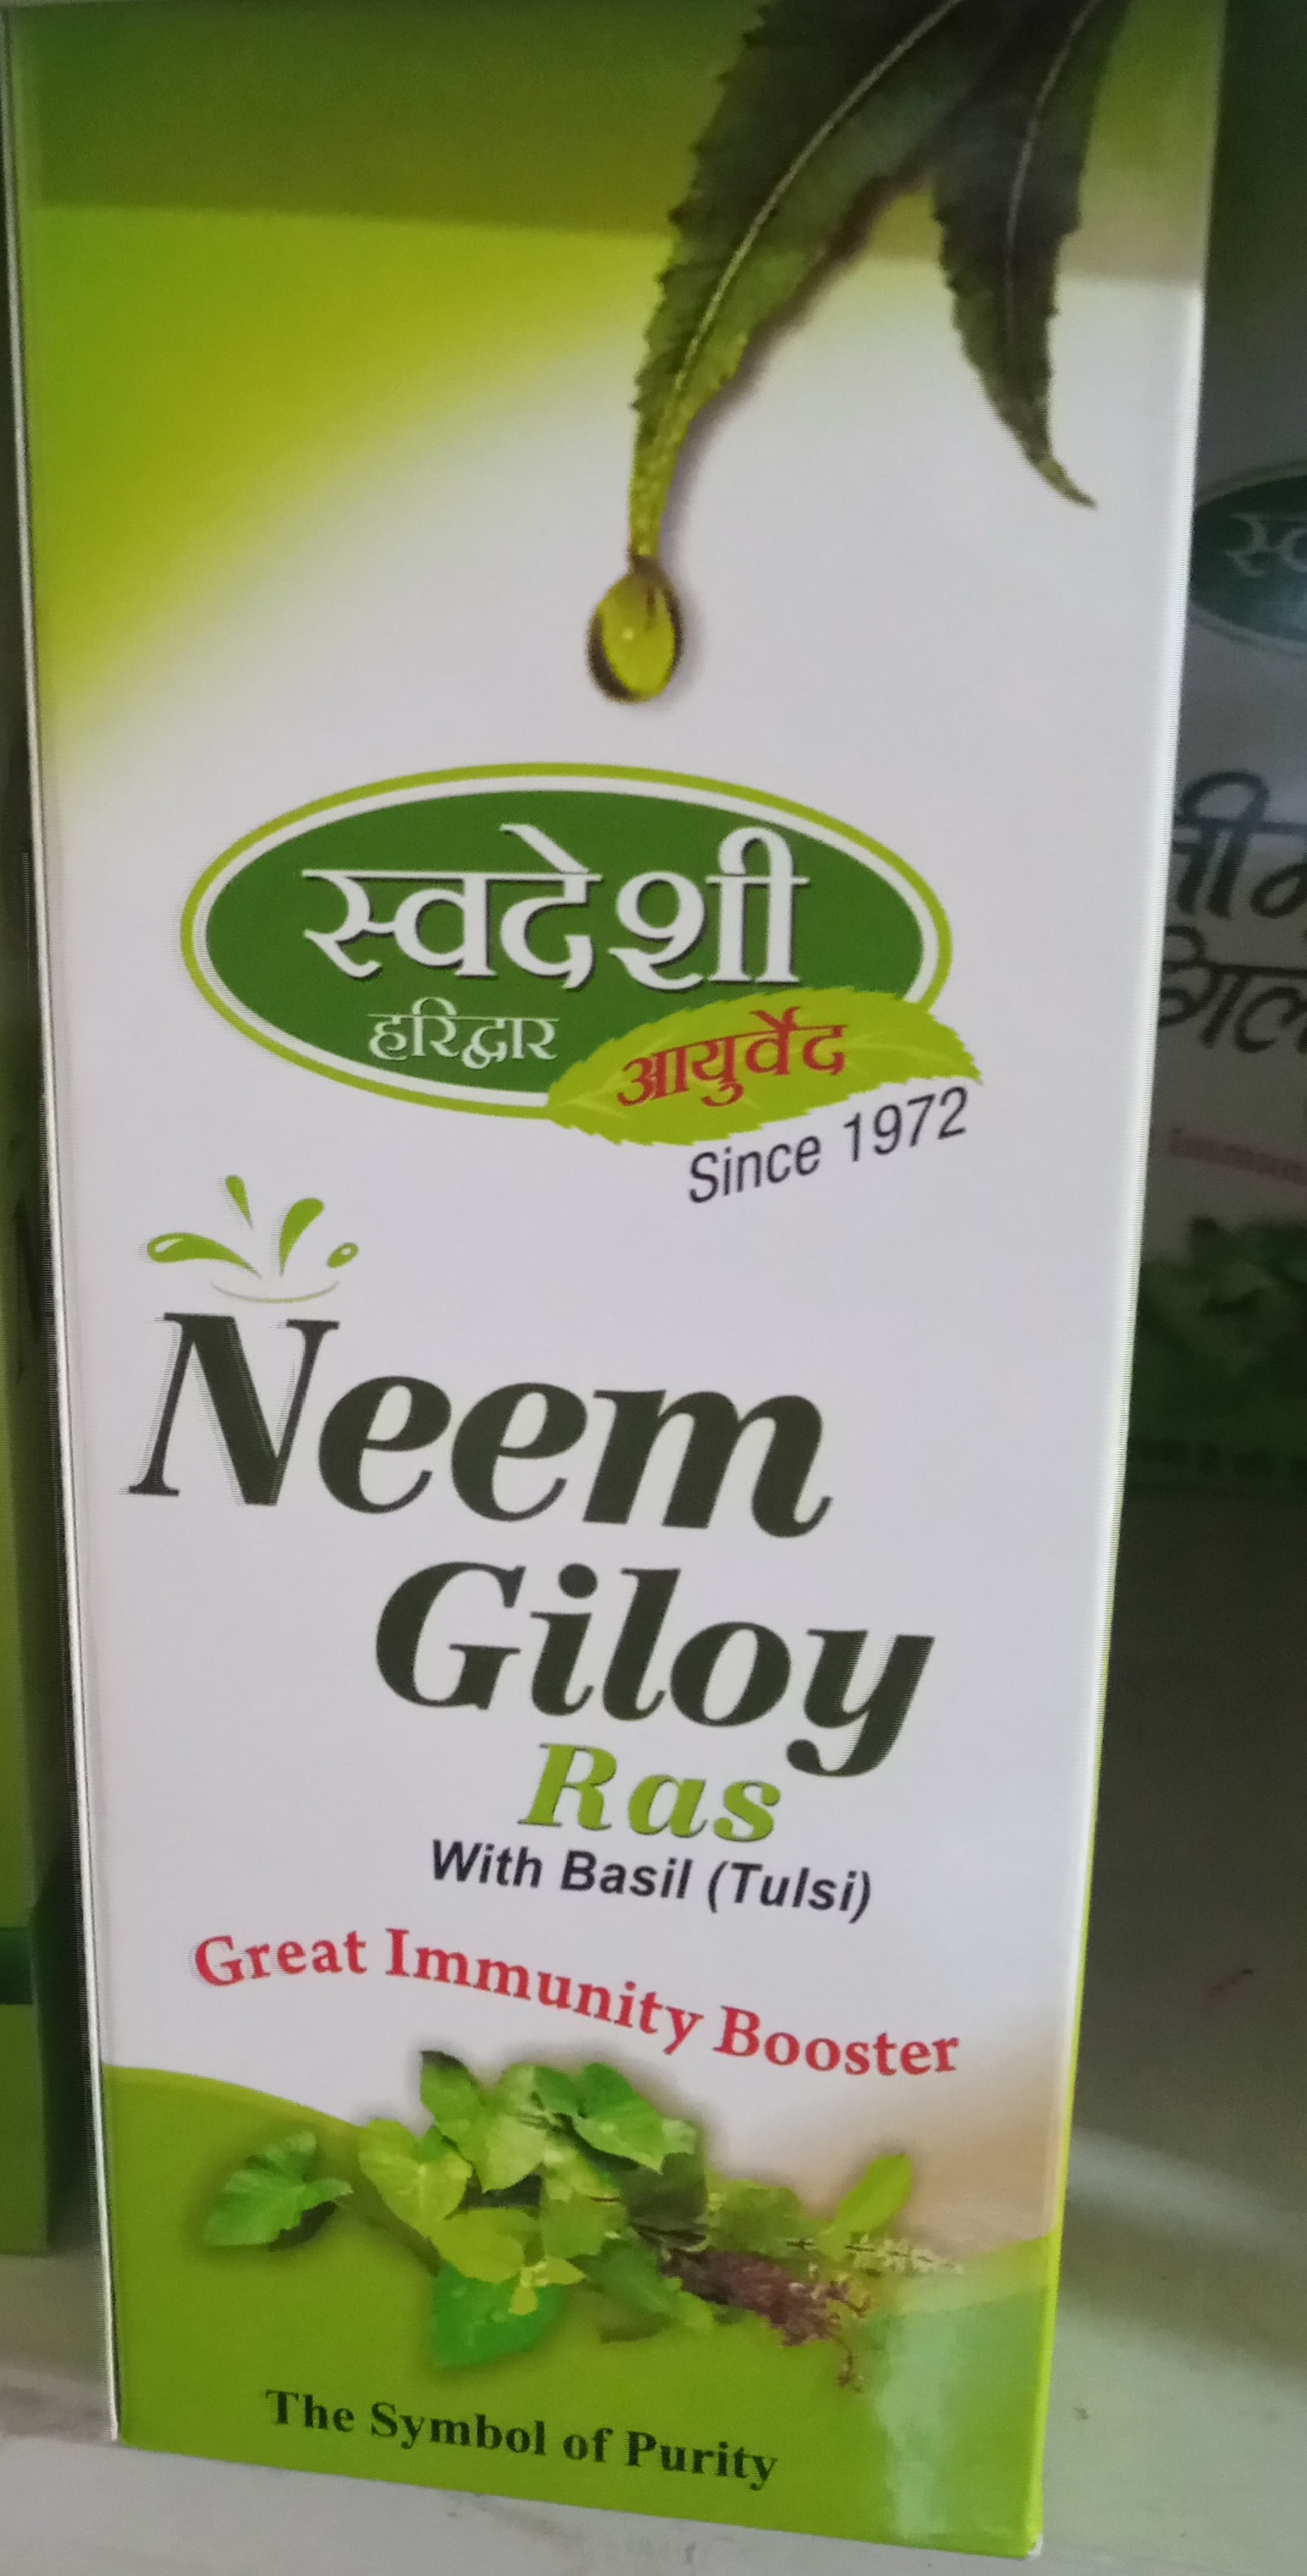 स्वदेशी
हरिद्वार
आयुर्वेद
Since 1972
Neem
Giloy
Ras
With Basil (Tulsi)
Great Immunity Booster
The Symbol of Purity